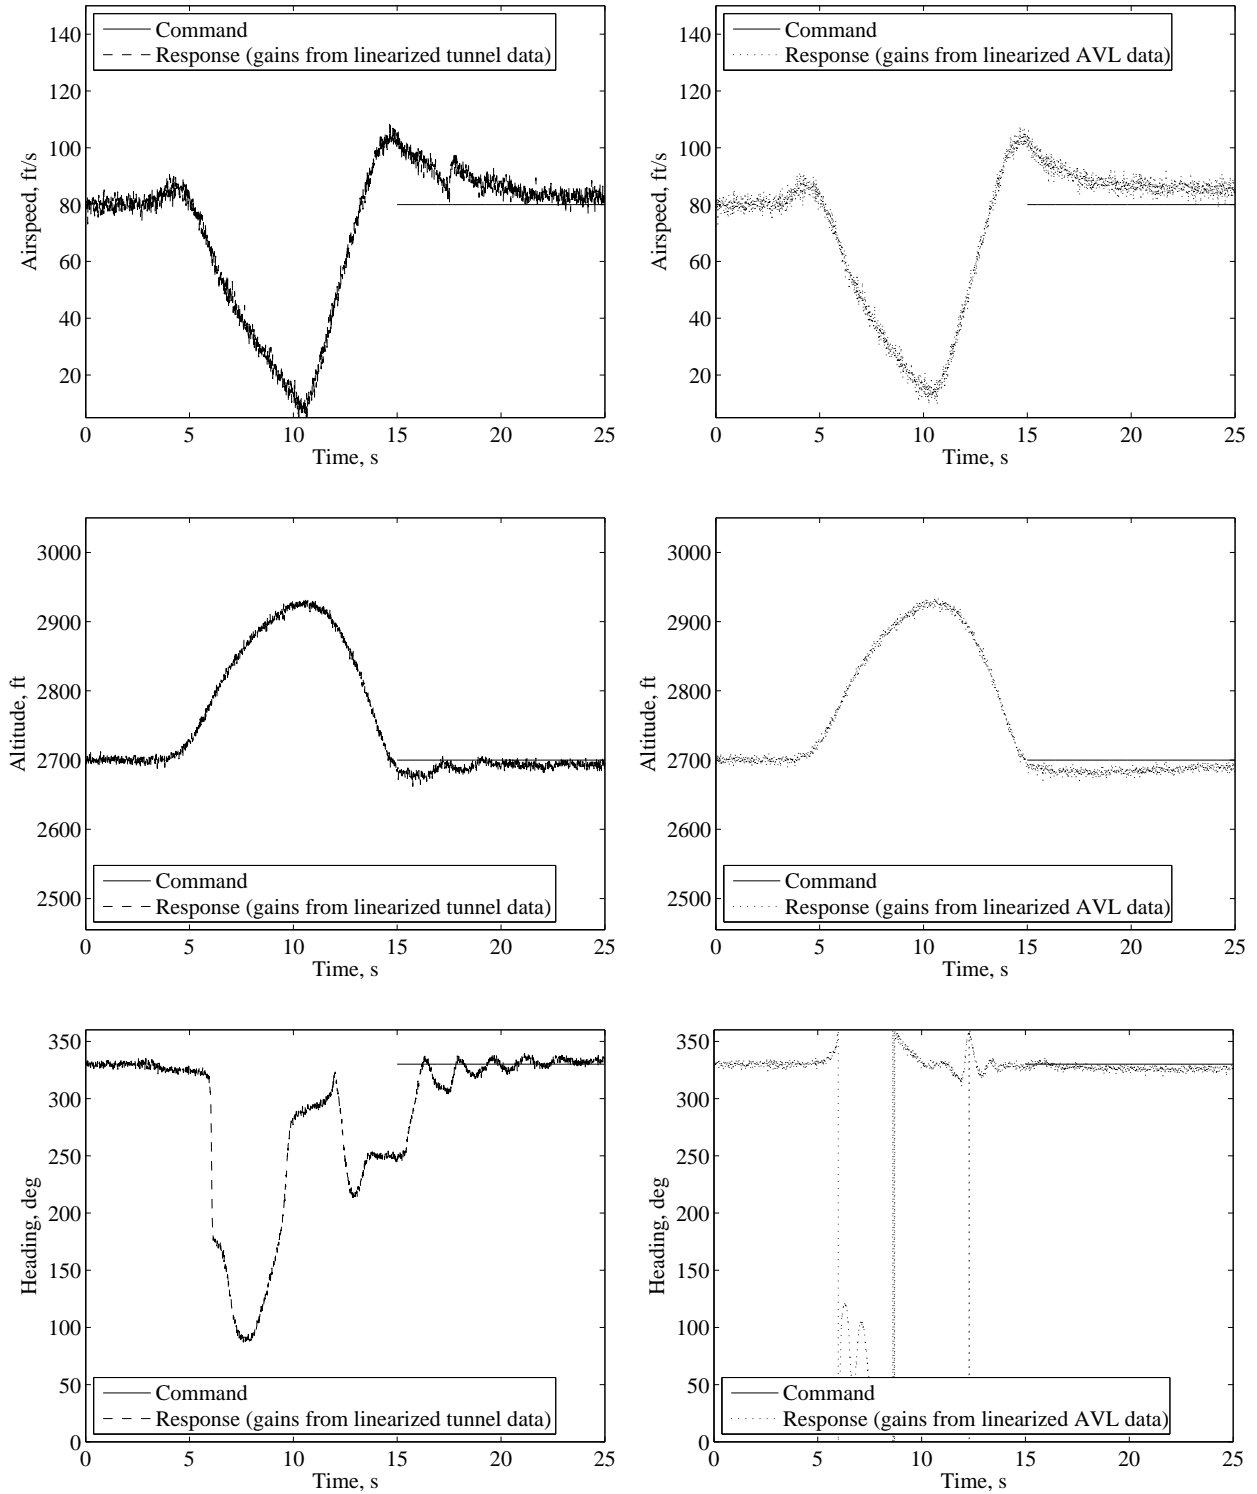 140
120
100
80
60
40
20
Airspeed, ft/s
Command
Response (gains from linearized tunnel data)
0 5 10 15 20 25
Time, s
140
120
100
80
60
40
20
Airspeed, ft/s
Command
Response (gains from linearized AVL data)
0 5 10 15 20 25
Time, s
3000
2900
2800
2700
2600
2500
Altitude, ft
Command
Response (gains from linearized tunnel data)
0 5 10 15 20 25
Time, s
3000
2900
2800
2700
2600
2500
Altitude, ft
Command
Response (gains from linearized AVL data)
0 5 10 15 20 25
Time, s
350
300
250
200
150
100
50
0
Heading, deg
Command
Response (gains from linearized tunnel data)
0 5 10 15 20 25
Time, s
350
300
250
200
150
100
50
0
Heading, deg
Command
Response (gains from linearized AVL data)
0 5 10 15 20 25
Time, s